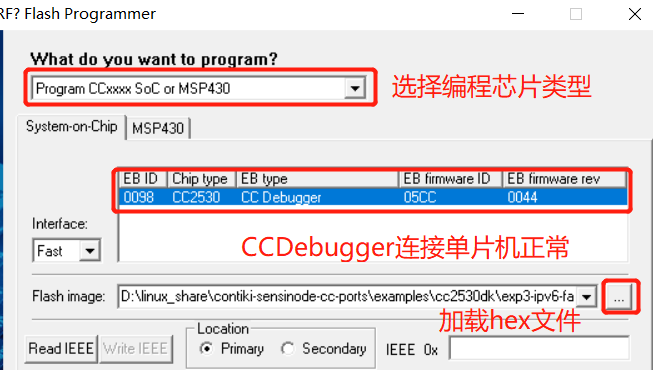 RF? Flash Programmer
What do you want to program?
Program CCxxxx SoC or MSP430
选择编程芯片类型
System-on-Chip MSP430
EB ID Chip type EB type EB firmware ID EB firmware rev
0098 CC2530 CC Debugger 05CC 0044
Interface:
Fast
CCDebugger连接单片机正常
Flash image: D:\linux_share\contiki-sensinode-cc-ports\examples\cc2530dk\exp3-ipv6-fa ...
加载hex文件
Location
Read IEEE Write IEEE Primary Secondary IEEE 0x